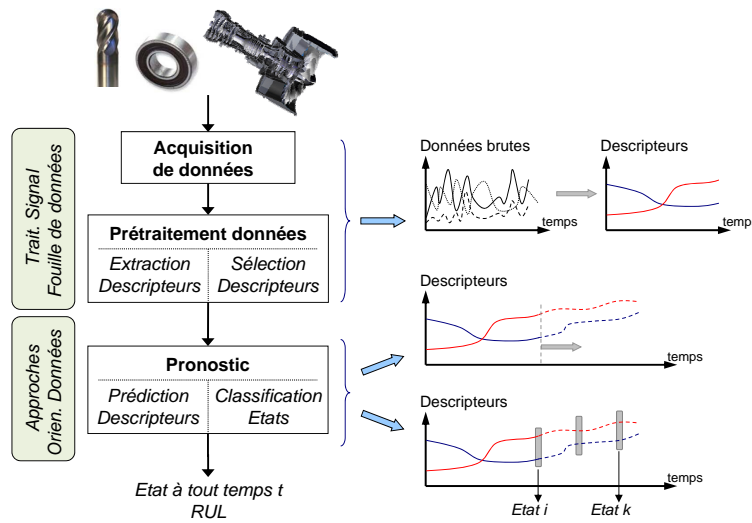 Trait. Signal
Fouille de données
Acquisition
de données
Prétraitement données
Extraction
Descripteurs
Sélection
Descripteurs
Données brutes
temps
Descripteurs
temp
Descripteurs
temps
Approches
Orien. Données
Pronostic
Prédiction
Descripteurs
Classification
Etats
Descripteurs
temps
Etat i
Etat k
Etat à tout temps t
RUL